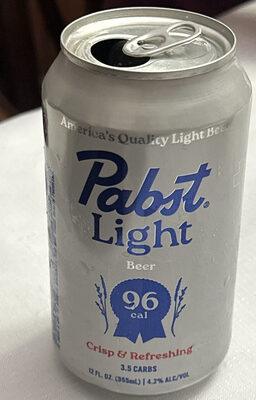 America's Quality Light Beer
Pabst.
Light
Beer
96
cal
Crisp & Refreshing
3.5 CARBS
12 FL. OZ. (355mL) | 4.2% ALC/VOL